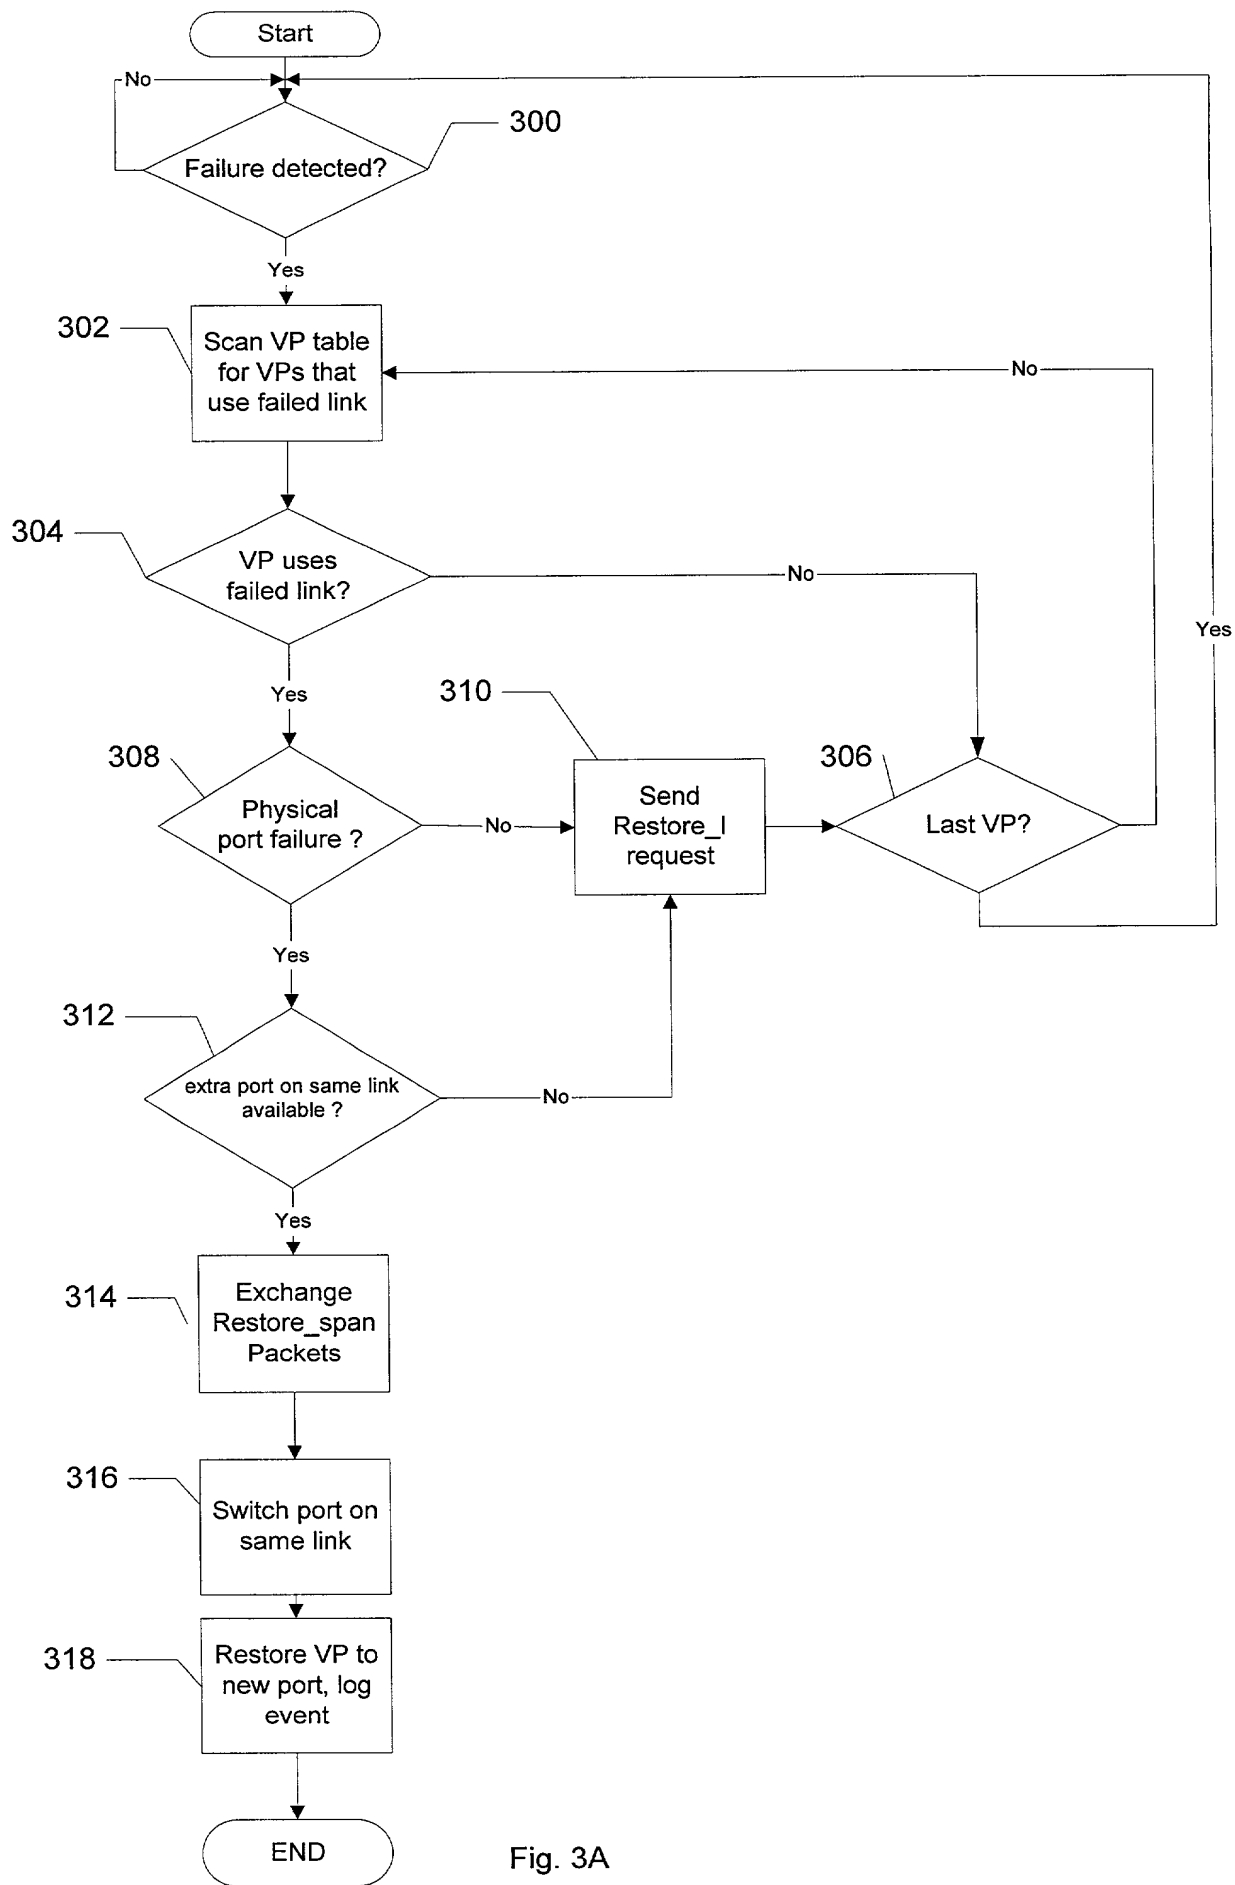 Start
No
300
Failure detected?
Yes
302
Scan VP table
for VPs that
use failed link
No
304
VP uses
failed link?
No
Yes
Yes
310
308
306
Physical
port failure ?
No
Send
Restore_I
request
Last VP?
Yes
312
extra port on same link
available ?
No
Yes
314
Exchange
Restore_span
Packets
316
Switch port on
same link
318
Restore VP to
new port, log
event
END
Fig. 3A